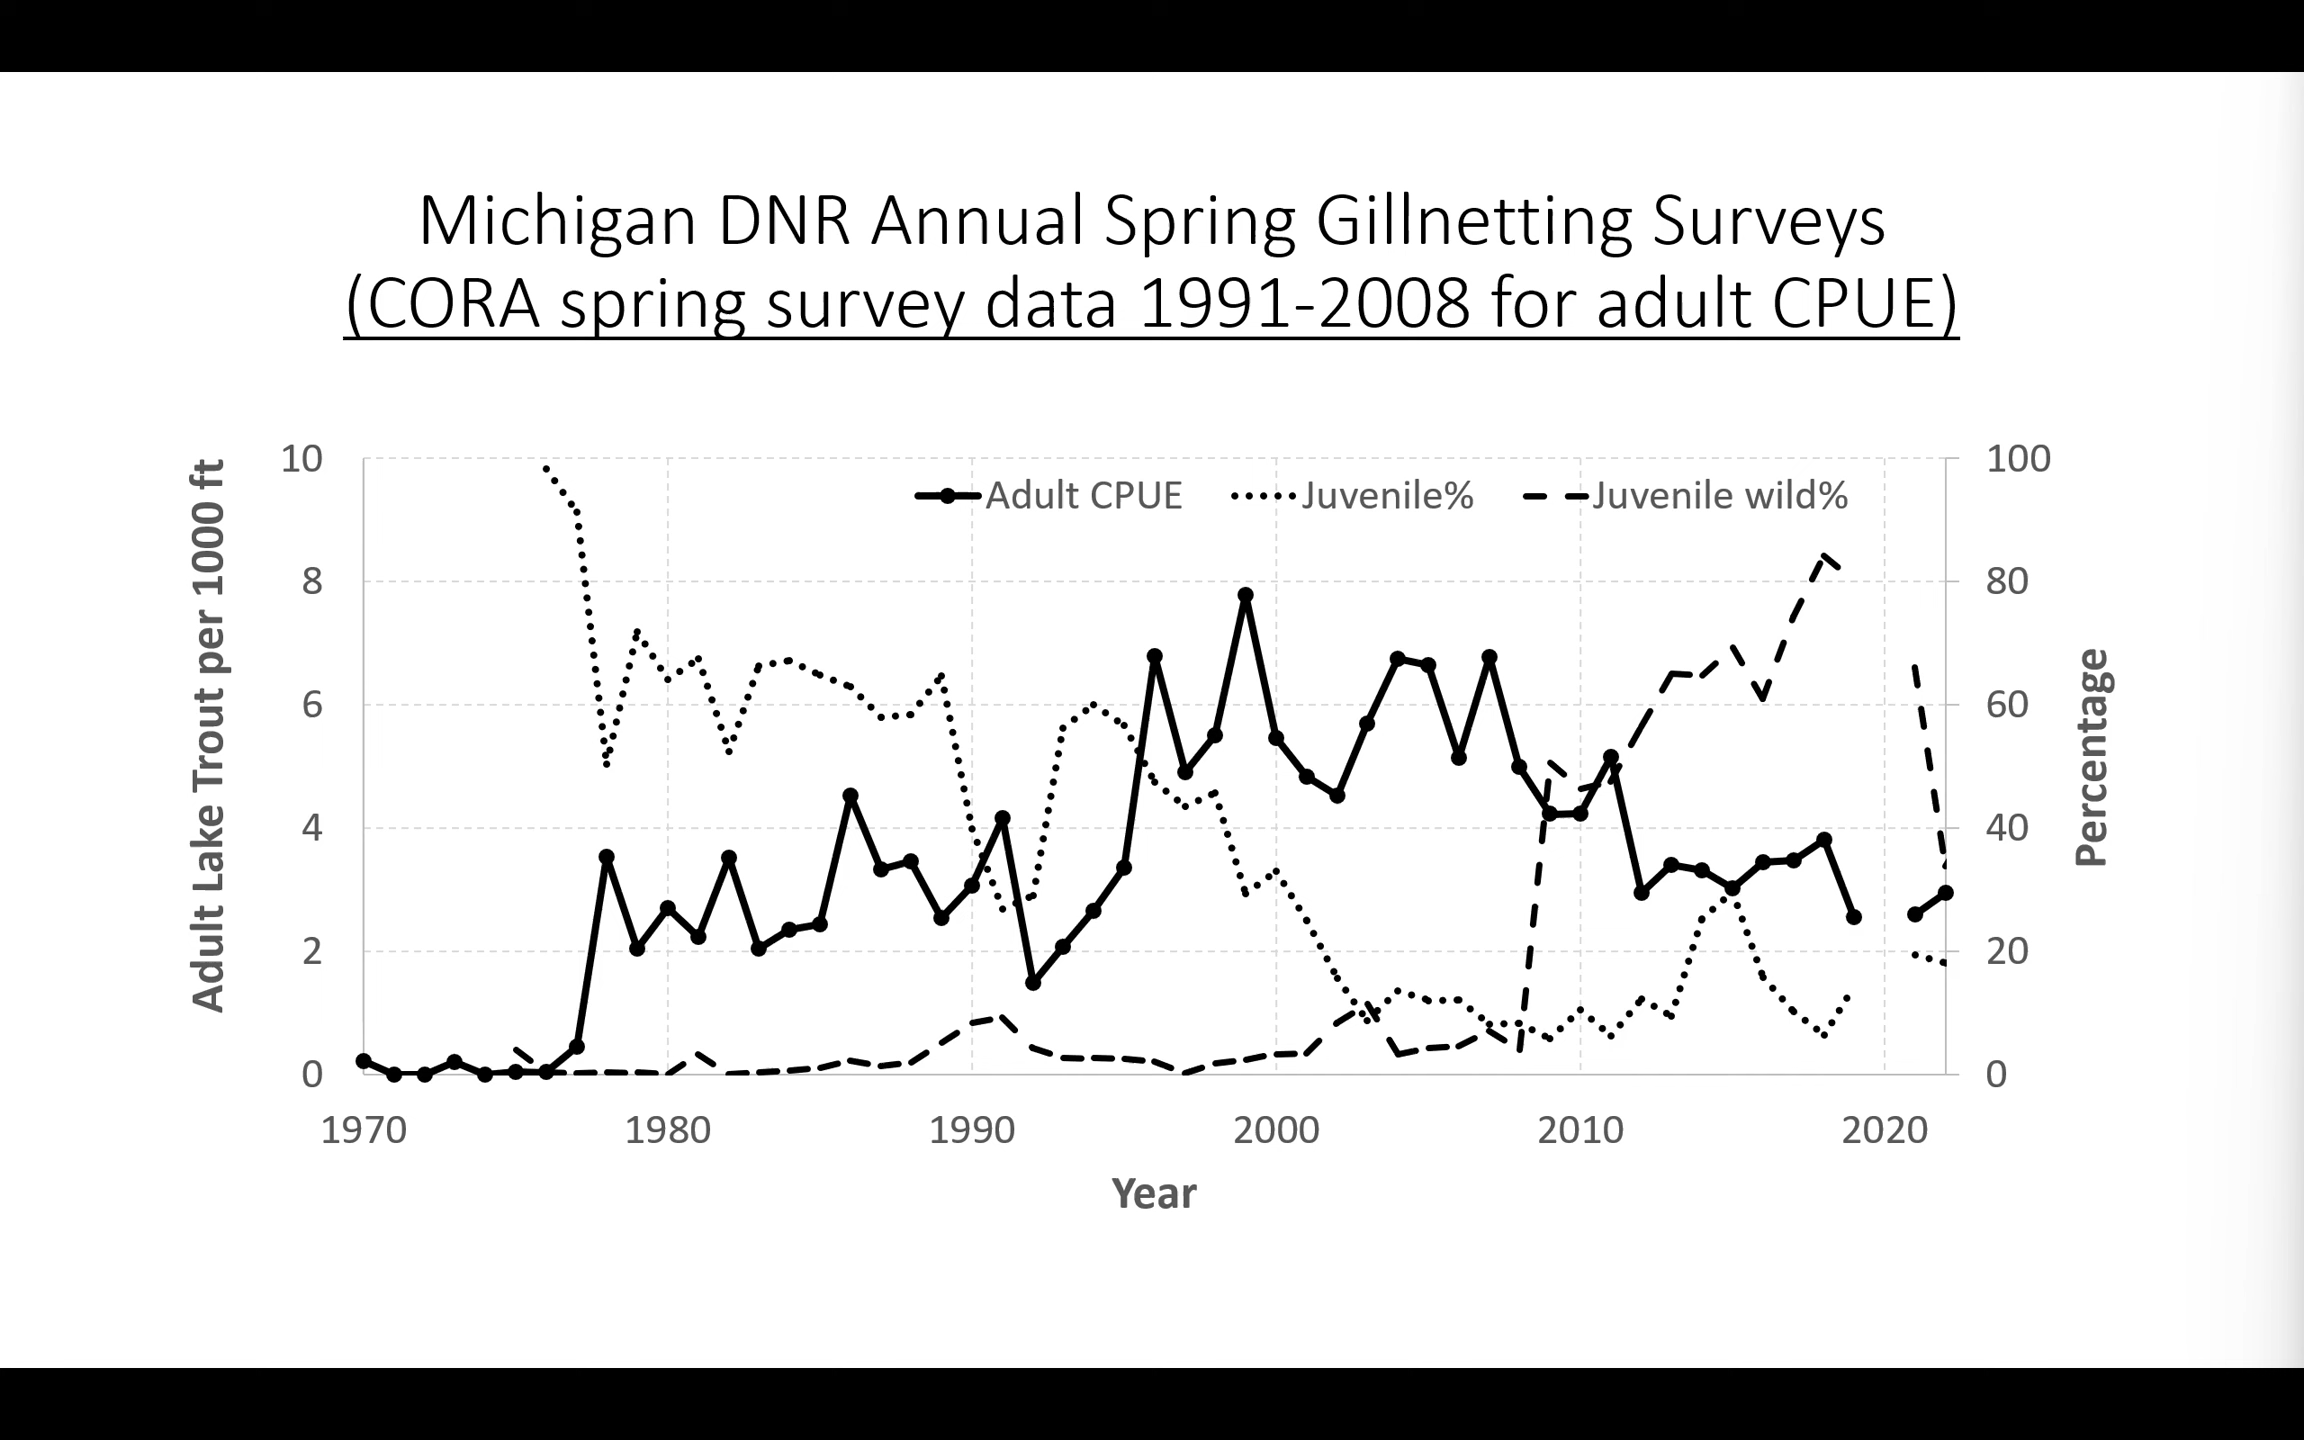 Michigan DNR Annual Spring Gillnetting Surveys
(CORA spring survey data 1991-2008 for adult CPUE)
Adult CPUE Juvenile% Juvenile wild%
Adult Lake Trout per 1000 ft
10
8
6
4
2
0
100
80
60
40
20
0
Percentage
1970 1980 1990 2000 2010 2020
Year